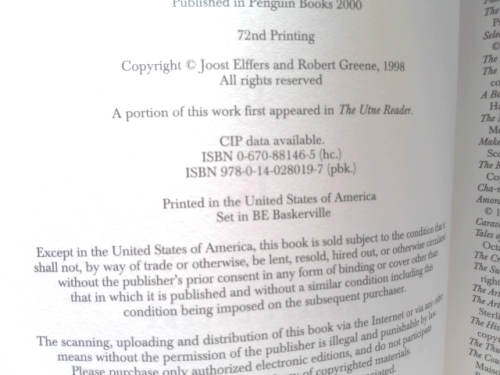 Published in Penguin Books 2000
72nd Printing
Copyright © Joost Elffers and Robert Greene, 1998
All rights reserved
A portion of this work first appeared in The Utne Reader.
CIP data available.
ISBN 0-670-88146-5 (hc.)
ISBN 978-0-14-028019-7 (pbk.)
Printed in the United States of America
Set in BE Baskerville
Except in the United States of America, this book is sold subject to the condition that it
shall not, by way of trade or otherwise, be lent, resold, hired out, or otherwise circulated
without the publisher's prior consent in any form of binding or cover other than
that in which it is published and without a similar condition including this
condition being imposed on the subsequent purchaser.
The scanning, uploading and distribution of this book via the Internet or via any other
means without the permission of the publisher is illegal and punishable by law.
Please purchase only authorized electronic editions, and do not participate
of copyrighted materials.